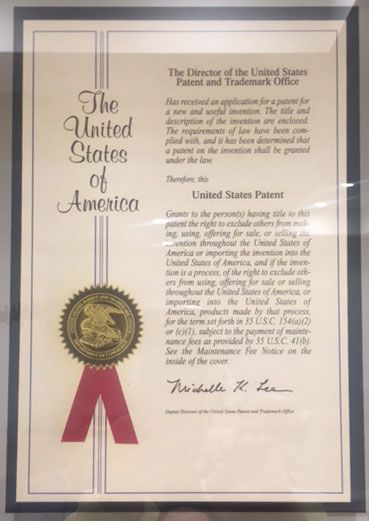 The
United
States
of
America
The Director of the United States
Patent and Trademark Office
Has received an application for a patent for
a new and useful invention. The title and
description of the invention are enclosed.
The requirements of law have been com-
plied with, and it has been determined that
a patent on the invention shall be granted
under the law.
Therefore, this
United States Patent
Grants to the person(s) having title to this
patent the right to exclude others from mak-
ing, using, offering for sale, or selling the
invention throughout the United States of
America or importing the invention into the
United States of America, and if the inven-
tion is a process, of the right to exclude oth-
ers from using, offering for sale or selling
throughout the United States of America, or
importing into the United States of
America, products made by that process,
for the term set forth in 35 U.S.C. 154(a)(2)
or (c)(1), subject to the payment of mainte-
nance fees as provided by 35 U.S.C. 41(b).
See the Maintenance Fee Notice on the
inside of the cover.
Michelle K. Lee
Deputy Director of the United States Patent and Trademark Office